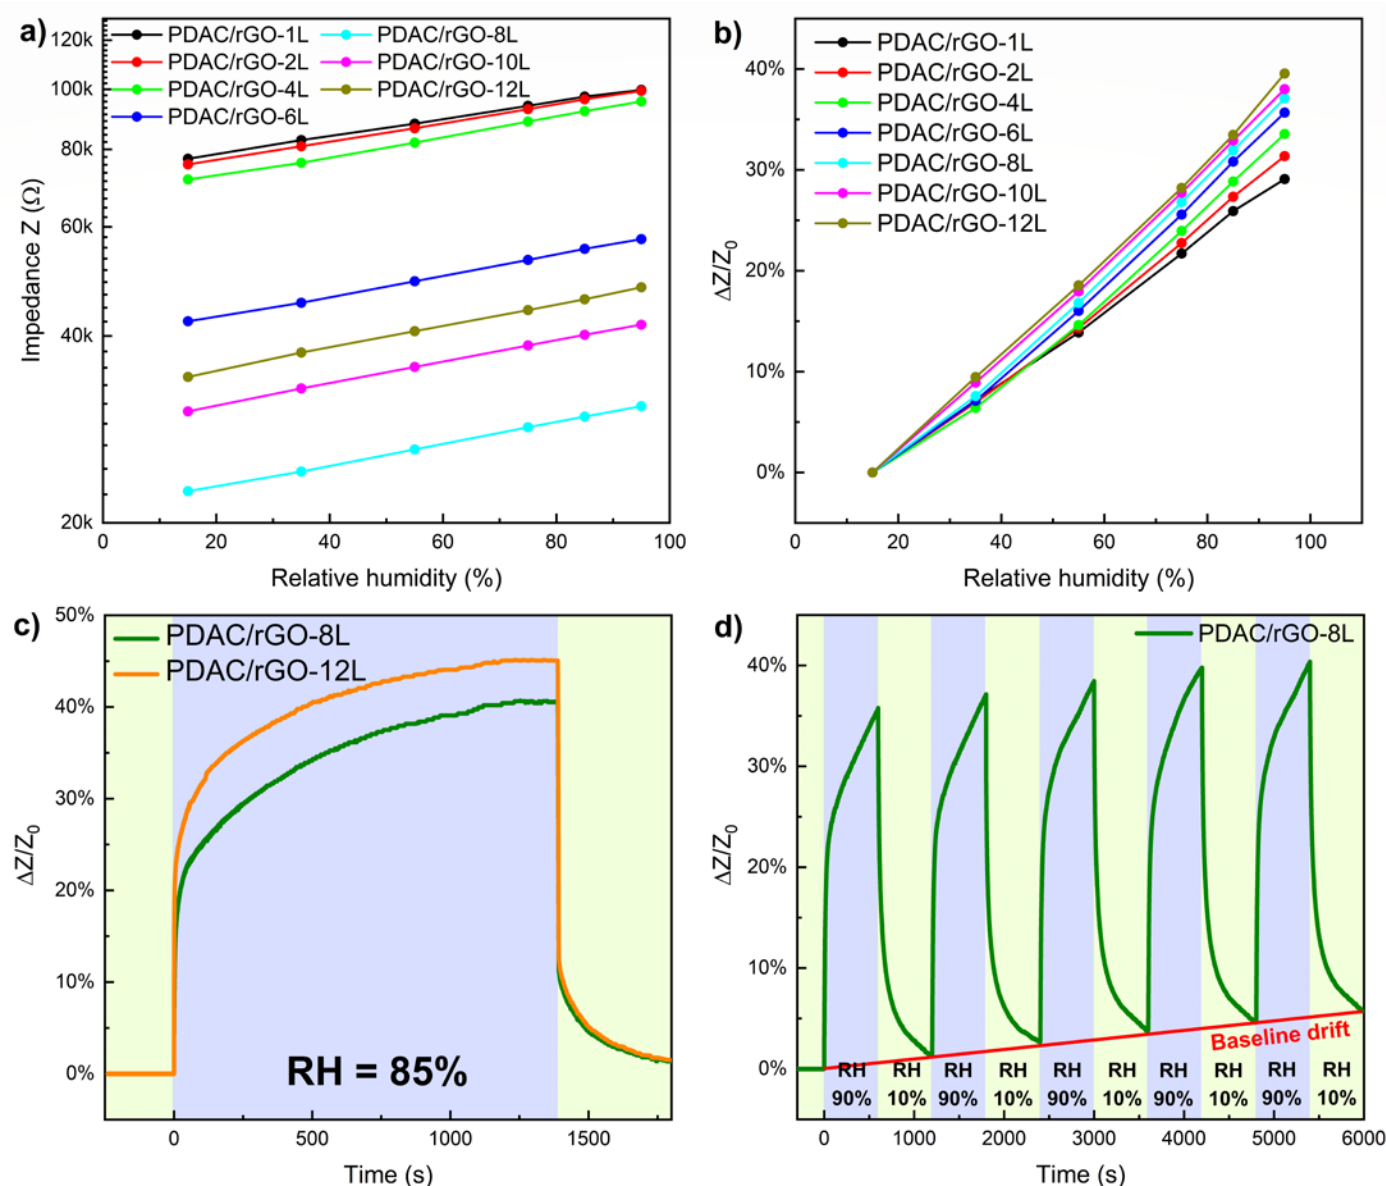 a)
PDAC/rGO-1L
PDAC/rGO-2L
PDAC/rGO-4L
PDAC/rGO-6L
PDAC/rGO-8L
PDAC/rGO-10L
PDAC/rGO-12L
120k
100k
80k
60k
40k
20k
Impedance Z (Ω)
0 20 40 60 80 100
Relative humidity (%)
b)
PDAC/rGO-1L
PDAC/rGO-2L
PDAC/rGO-4L
PDAC/rGO-6L
PDAC/rGO-8L
PDAC/rGO-10L
PDAC/rGO-12L
40%
30%
20%
10%
0%
ΔZ/Z₀
0 20 40 60 80 100
Relative humidity (%)
c)
PDAC/rGO-8L
PDAC/rGO-12L
50%
40%
30%
20%
10%
0%
ΔZ/Z₀
RH = 85%
0 500 1000 1500
Time (s)
d)
PDAC/rGO-8L
40%
30%
20%
10%
0%
ΔZ/Z₀
Baseline drift
RH RH RH RH RH RH RH RH RH RH
90% 10% 90% 10% 90% 10% 90% 10% 90% 10%
0 1000 2000 3000 4000 5000 6000
Time (s)